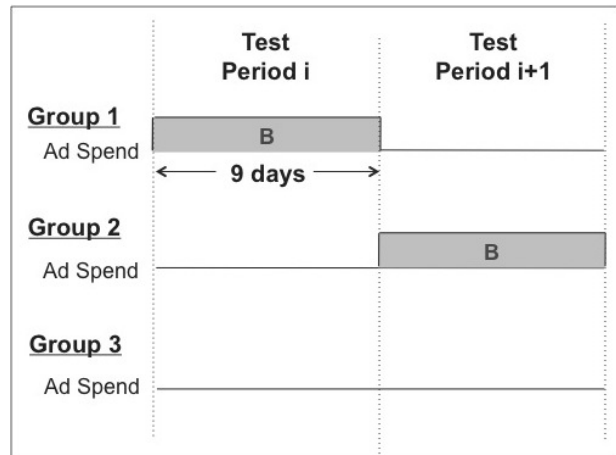 Test
Period i
Test
Period i+1
Group 1
Ad Spend
B
9 days
Group 2
Ad Spend
B
Group 3
Ad Spend